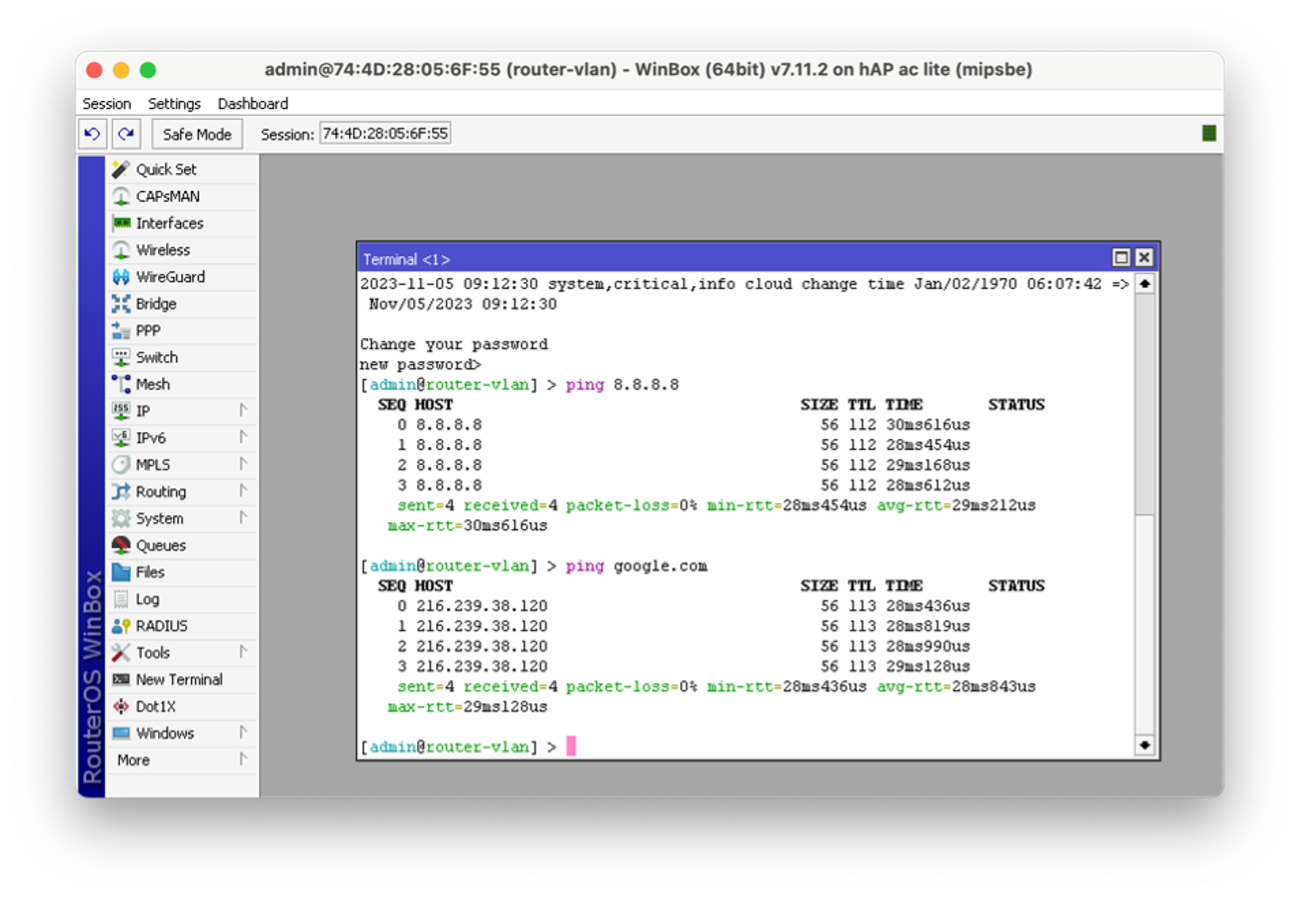 admin@74:4D:28:05:6F:55 (router-vlan) - WinBox (64bit) v7.11.2 on hAP ac lite (mipsbe)
Session Settings Dashboard
Safe Mode Session: 74:4D:28:05:6F:55
Quick Set
CAPsMAN
Interfaces
Wireless
WireGuard
Bridge
PPP
Switch
Mesh
IP
IPv6
MPLS
Routing
System
Queues
Files
Log
RADIUS
Tools
New Terminal
Dot1X
Windows
More
RouterOS WinBox
Terminal <1>
2023-11-05 09:12:30 system,critical,info cloud change time Jan/02/1970 06:07:42 =>
Nov/05/2023 09:12:30
Change your password
new password>
[admin@router-vlan] > ping 8.8.8.8
SEQ HOST SIZE TTL TIME STATUS
0 8.8.8.8 56 112 30ms616us
1 8.8.8.8 56 112 28ms454us
2 8.8.8.8 56 112 29ms168us
3 8.8.8.8 56 112 28ms612us
sent=4 received=4 packet-loss=0% min-rtt=28ms454us avg-rtt=29ms212us
max-rtt=30ms616us
[admin@router-vlan] > ping google.com
SEQ HOST SIZE TTL TIME STATUS
0 216.239.38.120 56 113 28ms436us
1 216.239.38.120 56 113 28ms819us
2 216.239.38.120 56 113 28ms990us
3 216.239.38.120 56 113 29ms128us
sent=4 received=4 packet-loss=0% min-rtt=28ms436us avg-rtt=28ms843us
max-rtt=29ms128us
[admin@router-vlan] >